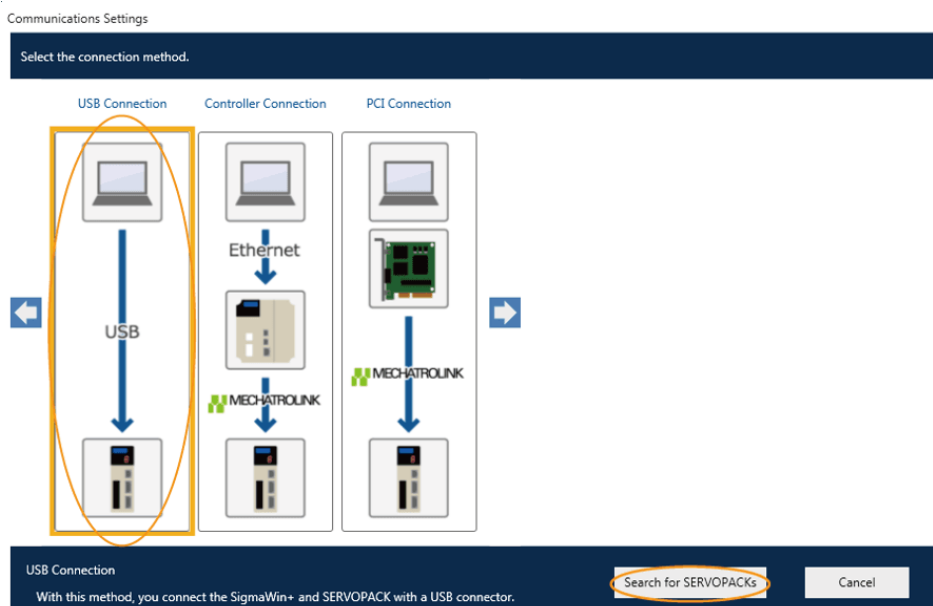 Communications Settings
Select the connection method.
USB Connection
Controller Connection
PCI Connection
Ethernet
USB
MECHATROLINK
MECHATROLINK
USB Connection
With this method, you connect the SigmaWin+ and SERVOPACK with a USB connector.
Search for SERVOPACKs
Cancel